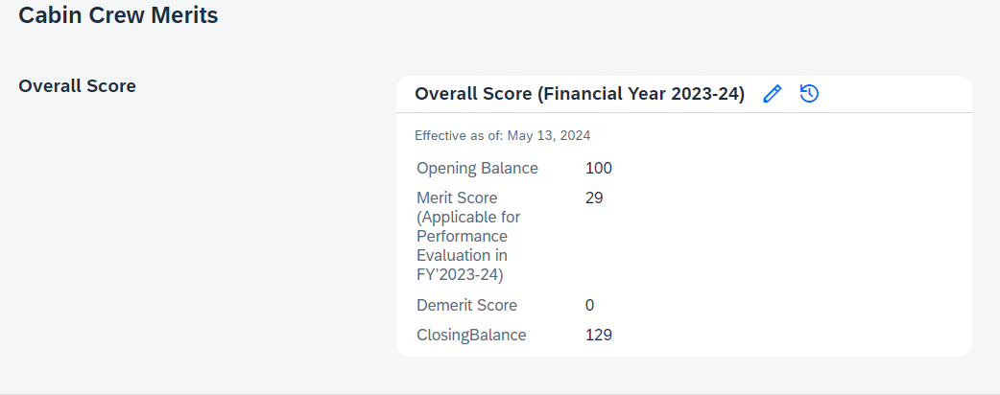 Cabin Crew Merits
Overall Score
Overall Score (Financial Year 2023-24)
Effective as of: May 13, 2024
Opening Balance 100
Merit Score 29
(Applicable for
Performance
Evaluation in
FY'2023-24)
Demerit Score 0
ClosingBalance 129